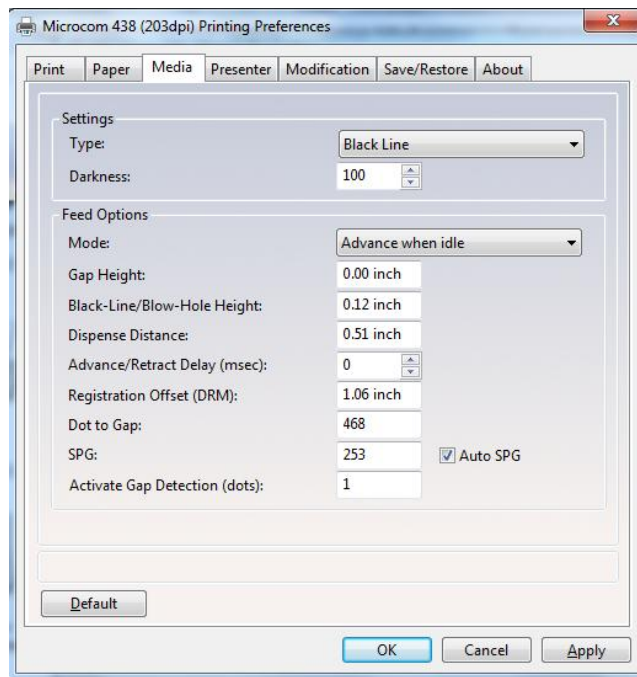 Microcom 438 (203dpi) Printing Preferences
Print Paper Media Presenter Modification Save/Restore About
Settings
Type: Black Line
Darkness: 100
Feed Options
Mode: Advance when idle
Gap Height: 0.00 inch
Black-Line/Blow-Hole Height: 0.12 inch
Dispense Distance: 0.51 inch
Advance/Retract Delay (msec): 0
Registration Offset (DRM): 1.06 inch
Dot to Gap: 468
SPG: 253 Auto SPG
Activate Gap Detection (dots): 1
Default
OK Cancel Apply